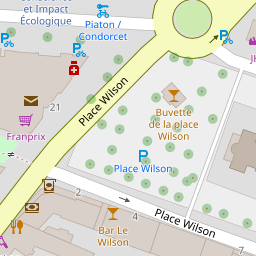 et Impact
Écologique
Piaton /
Condorcet
JH
Place Wilson
21
Franprix
Buvette
de la place
Wilson
P
Place Wilson
2
4
Place Wilson
Bar Le
Wilson
7